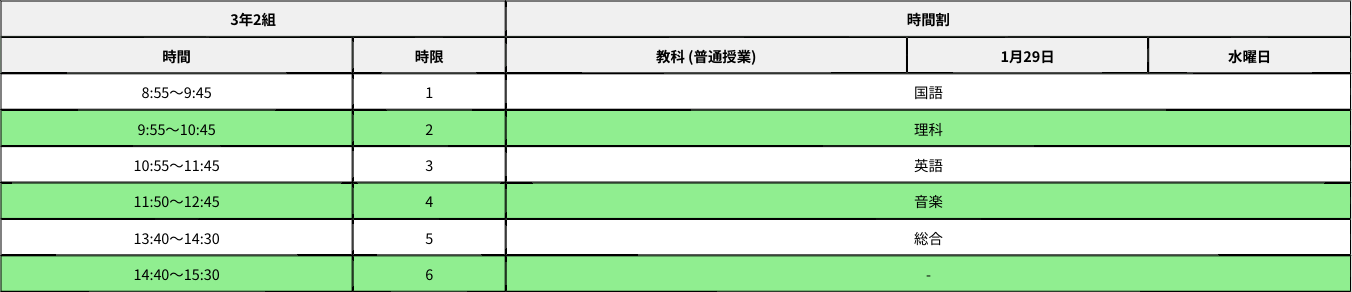 3年2組 時間割
時間 時限 教科 (普通授業) 1月29日 水曜日
8:55〜9:45 1 国語
9:55〜10:45 2 理科
10:55〜11:45 3 英語
11:50〜12:45 4 音楽
13:40〜14:30 5 総合
14:40〜15:30 6 -